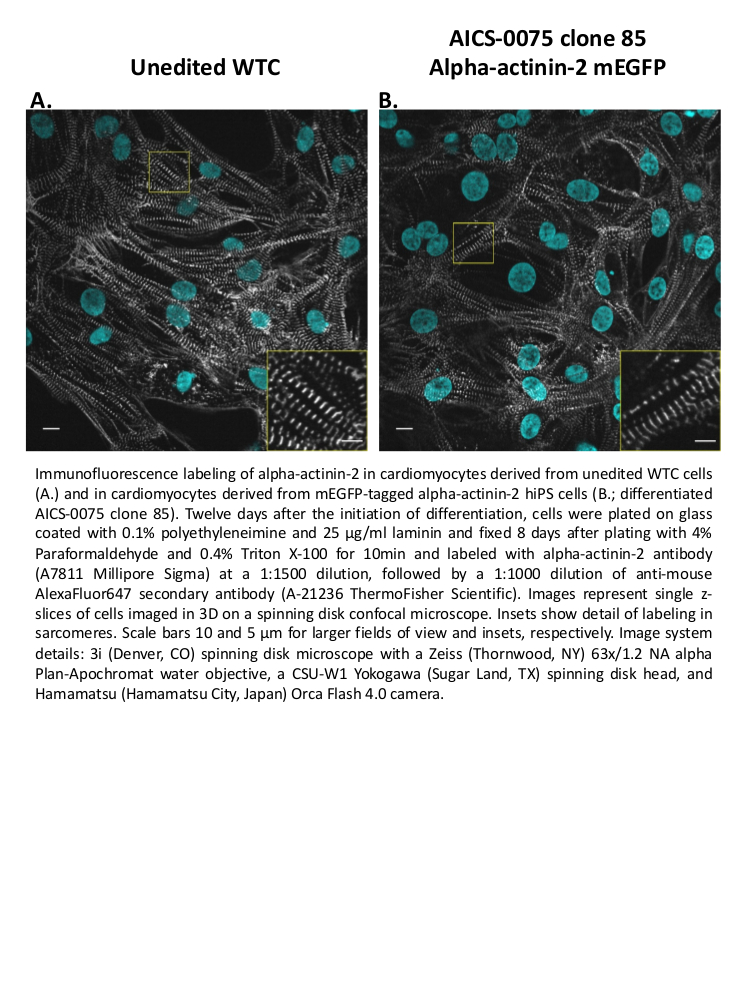 Unedited WTC
AICS-0075 clone 85
Alpha-actinin-2 mEGFP
A.
B.
Immunofluorescence labeling of alpha-actinin-2 in cardiomyocytes derived from unedited WTC cells
(A.) and in cardiomyocytes derived from mEGFP-tagged alpha-actinin-2 hiPS cells (B.; differentiated
AICS-0075 clone 85). Twelve days after the initiation of differentiation, cells were plated on glass
coated with 0.1% polyethyleneimine and 25 µg/ml laminin and fixed 8 days after plating with 4%
Paraformaldehyde and 0.4% Triton X-100 for 10min and labeled with alpha-actinin-2 antibody
(A7811 Millipore Sigma) at a 1:1500 dilution, followed by a 1:1000 dilution of anti-mouse
AlexaFluor647 secondary antibody (A-21236 ThermoFisher Scientific). Images represent single z-
slices of cells imaged in 3D on a spinning disk confocal microscope. Insets show detail of labeling in
sarcomeres. Scale bars 10 and 5 µm for larger fields of view and insets, respectively. Image system
details: 3i (Denver, CO) spinning disk microscope with a Zeiss (Thornwood, NY) 63x/1.2 NA alpha
Plan-Apochromat water objective, a CSU-W1 Yokogawa (Sugar Land, TX) spinning disk head, and
Hamamatsu (Hamamatsu City, Japan) Orca Flash 4.0 camera.